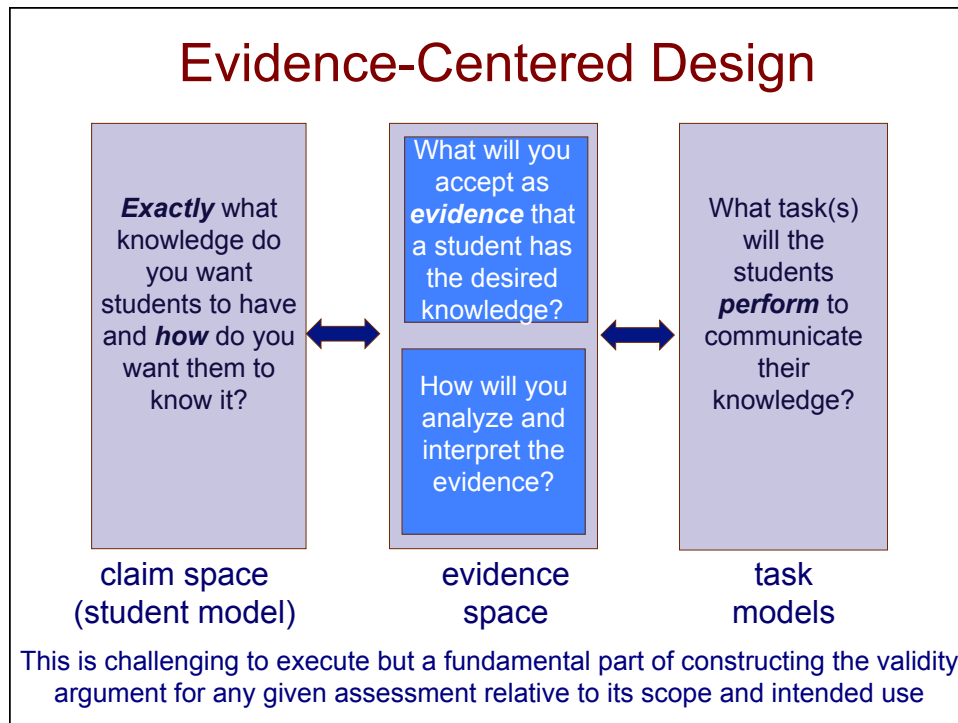 Evidence-Centered Design
Exactly what
knowledge do
you want
students to have
and how do you
want them to
know it?
What will you
accept as
evidence that
a student has
the desired
knowledge?
How will you
analyze and
interpret the
evidence?
What task(s)
will the
students
perform to
communicate
their
knowledge?
claim space
(student model)
evidence
space
task
models
This is challenging to execute but a fundamental part of constructing the validity
argument for any given assessment relative to its scope and intended use